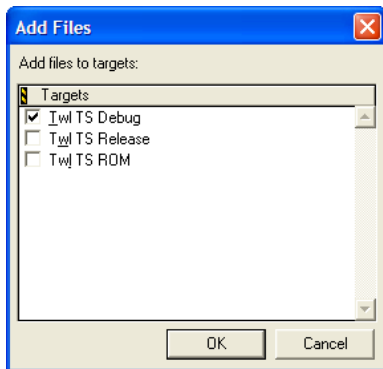 Add Files
Add files to targets:
Targets
Twl TS Debug
Twl TS Release
Twl TS ROM
OK
Cancel